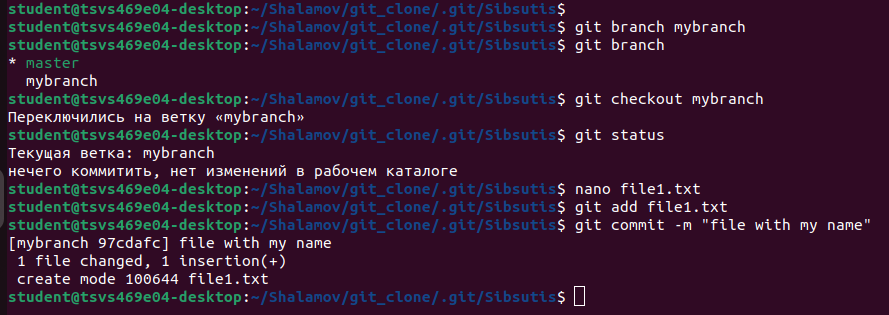 student@tsvs469e04-desktop:~/Shalamov/git_clone/.git/Sibsutis$
student@tsvs469e04-desktop:~/Shalamov/git_clone/.git/Sibsutis$ git branch mybranch
student@tsvs469e04-desktop:~/Shalamov/git_clone/.git/Sibsutis$ git branch
* master
  mybranch
student@tsvs469e04-desktop:~/Shalamov/git_clone/.git/Sibsutis$ git checkout mybranch
Переключились на ветку «mybranch»
student@tsvs469e04-desktop:~/Shalamov/git_clone/.git/Sibsutis$ git status
Текущая ветка: mybranch
нечего коммитить, нет изменений в рабочем каталоге
student@tsvs469e04-desktop:~/Shalamov/git_clone/.git/Sibsutis$ nano file1.txt
student@tsvs469e04-desktop:~/Shalamov/git_clone/.git/Sibsutis$ git add file1.txt
student@tsvs469e04-desktop:~/Shalamov/git_clone/.git/Sibsutis$ git commit -m "file with my name"
[mybranch 97cdafc] file with my name
 1 file changed, 1 insertion(+)
 create mode 100644 file1.txt
student@tsvs469e04-desktop:~/Shalamov/git_clone/.git/Sibsutis$